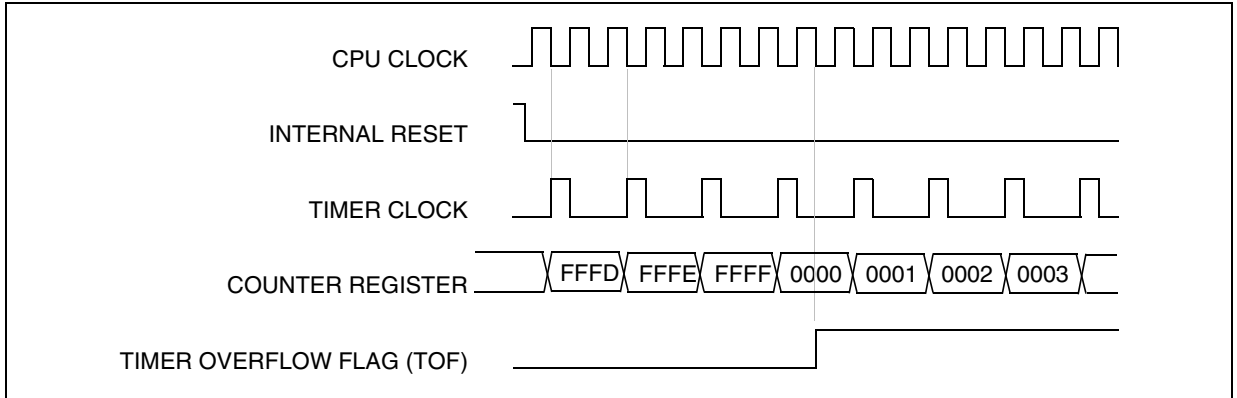 CPU CLOCK
INTERNAL RESET
TIMER CLOCK
COUNTER REGISTER FFFD FFFE FFFF 0000 0001 0002 0003
TIMER OVERFLOW FLAG (TOF)